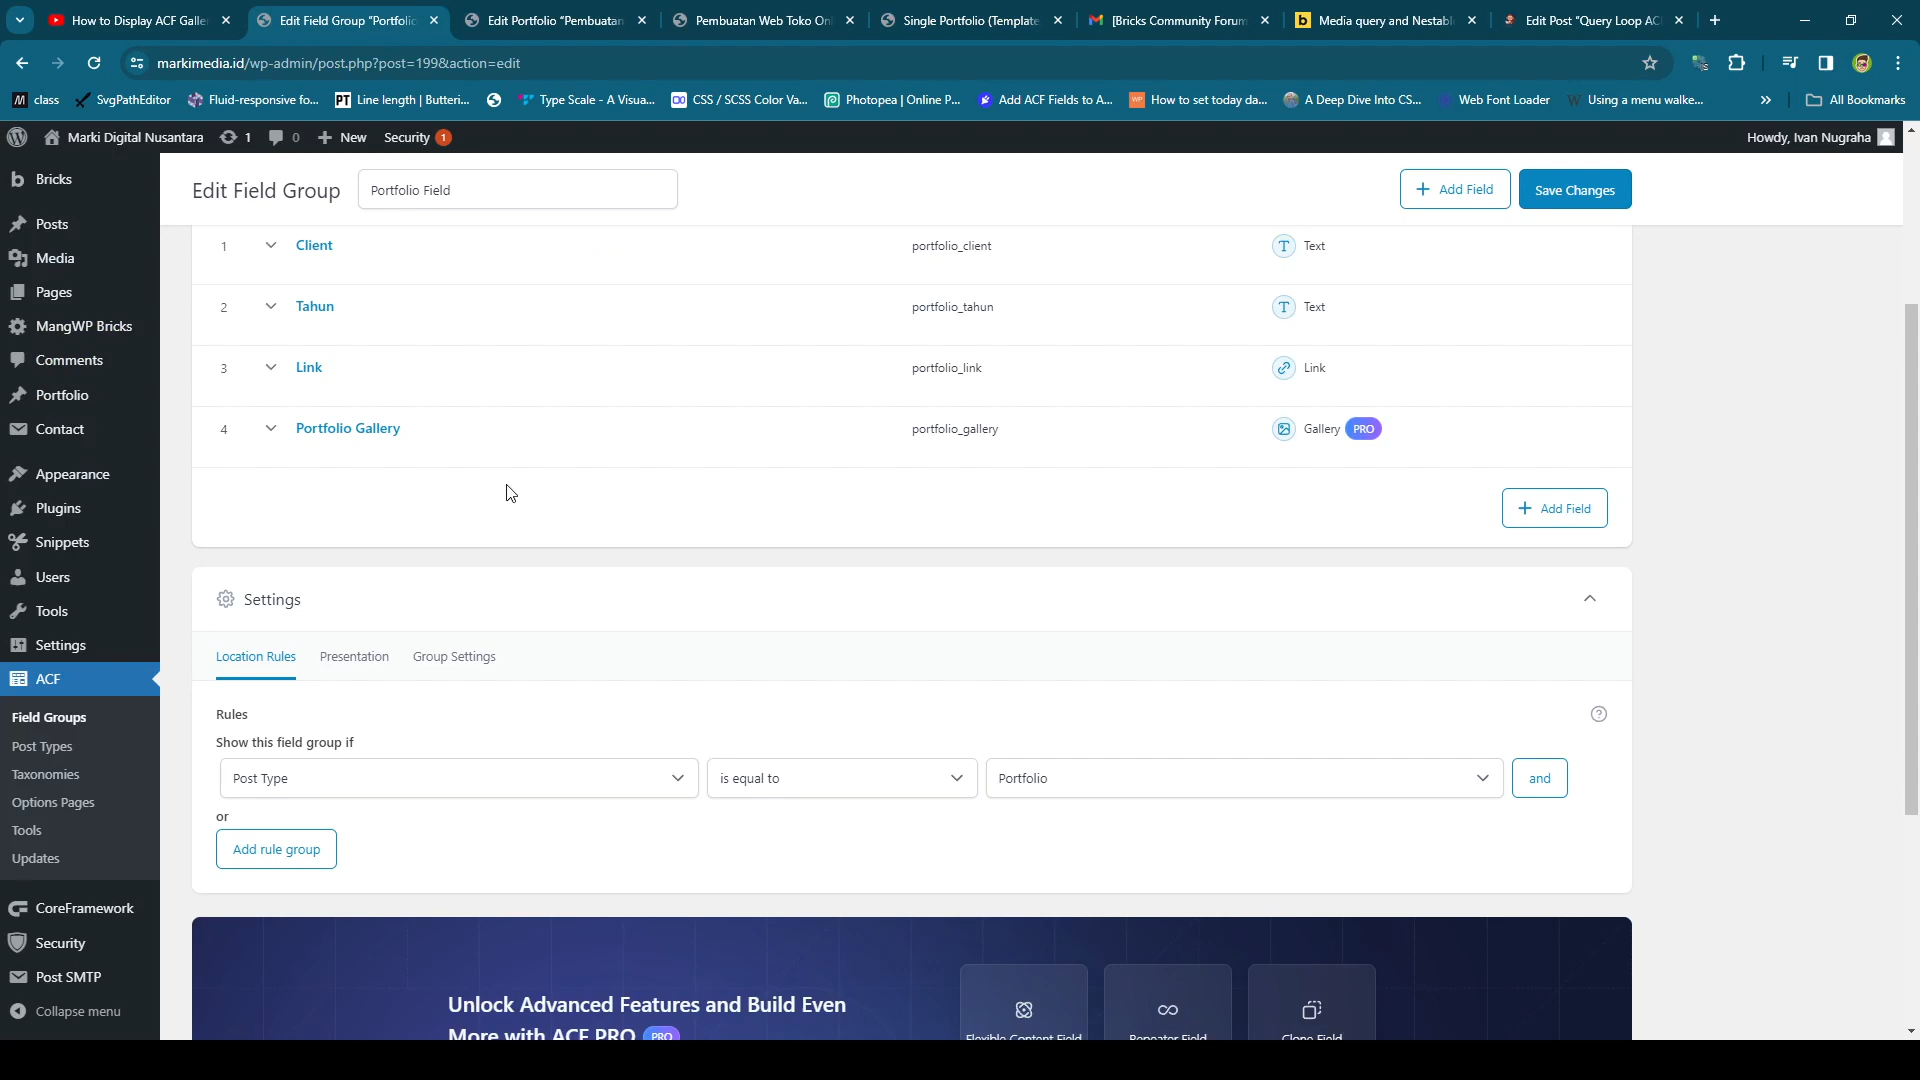 How to Display ACF Galle
Edit Field Group "Portfolio
Edit Portfolio "Pembuatan
Pembuatan Web Toko On
Single Portfolio (Template
[Bricks Community Forum
Media query and Nestabl
Edit Post "Query Loop AC
markimedia.id/wp-admin/post.php?post=199&action=edit
class
SvgPathEditor
Fluid-responsive fo...
PT Line length | Butteri...
Type Scale - A Visua...
CSS / SCSS Color Va...
Photopea | Online P...
Add ACF Fields to A...
How to set today da...
A Deep Dive Into CS...
Web Font Loader
Using a menu walke...
All Bookmarks
Marki Digital Nusantara
1
0
New
Security 1
Howdy, Ivan Nugraha
Bricks
Posts
Media
Pages
MangWP Bricks
Comments
Portfolio
Contact
Appearance
Plugins
Snippets
Users
Tools
Settings
ACF
Field Groups
Post Types
Taxonomies
Options Pages
Tools
Updates
CoreFramework
Security
Post SMTP
Collapse menu
Edit Field Group
Portfolio Field
Add Field
Save Changes
1 Client portfolio_client Text
2 Tahun portfolio_tahun Text
3 Link portfolio_link Link
4 Portfolio Gallery portfolio_gallery Gallery PRO
Add Field
Settings
Location Rules Presentation Group Settings
Rules
Show this field group if
Post Type is equal to Portfolio and
or
Add rule group
Unlock Advanced Features and Build Even
More with ACF PRO PRO
Flexible Content Field
Repeater Field
Clone Field